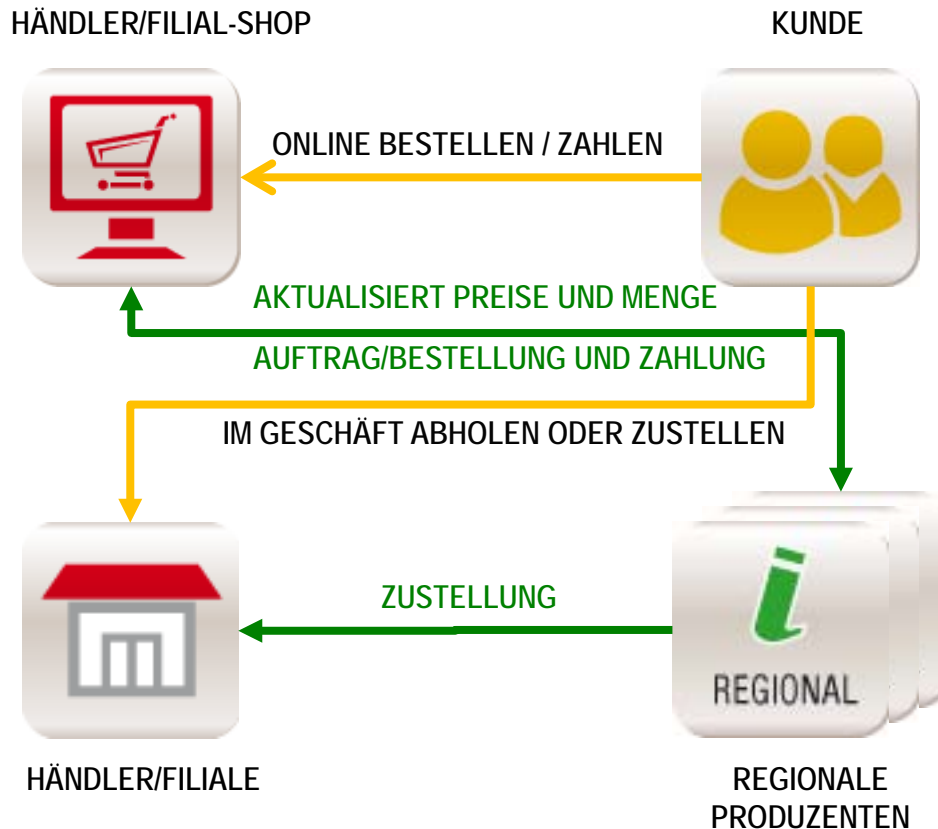 HÄNDLER/FILIAL-SHOP
KUNDE
ONLINE BESTELLEN / ZAHLEN
AKTUALISIERT PREISE UND MENGE
AUFTRAG/BESTELLUNG UND ZAHLUNG
IM GESCHÄFT ABHOLEN ODER ZUSTELLEN
ZUSTELLUNG
REGIONAL
HÄNDLER/FILIALE
REGIONALE
PRODUZENTEN